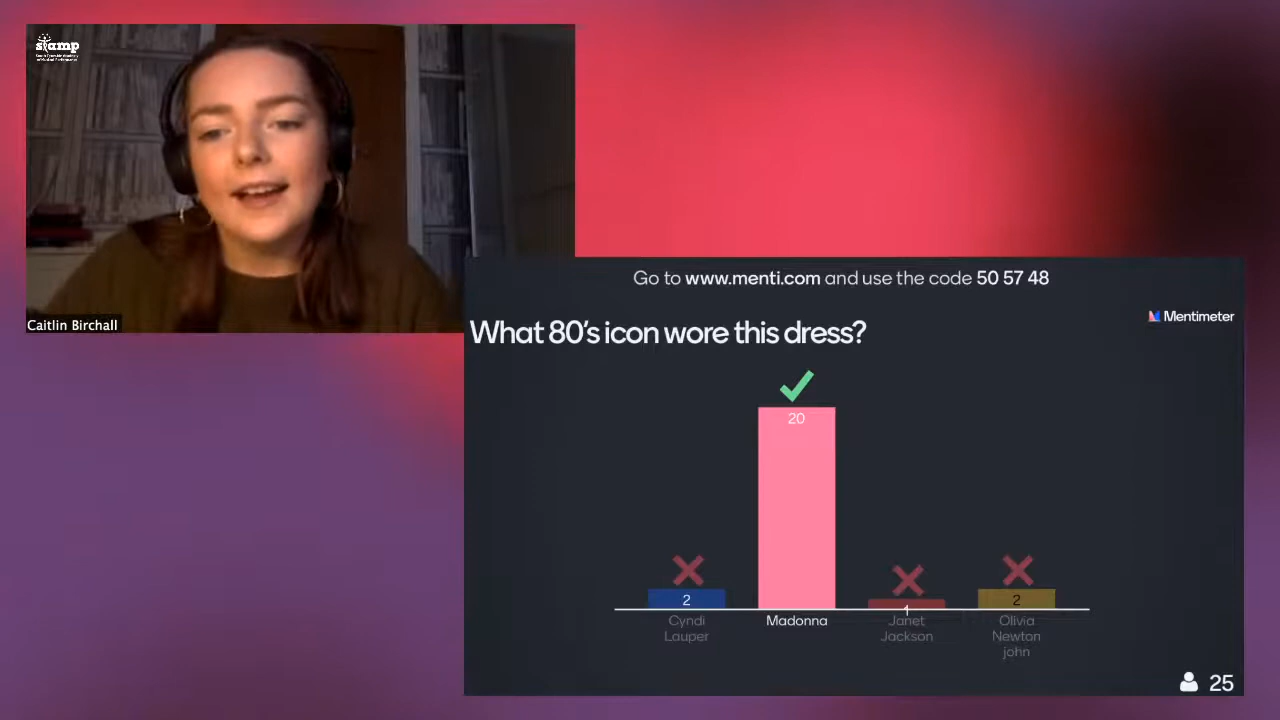 stamp
Caitlin Birchall
Go to www.menti.com and use the code 50 57 48
Mentimeter
What 80's icon wore this dress?
20
2
1
2
Cyndi
Lauper
Madonna
Janet
Jackson
Olivia
Newton
john
25